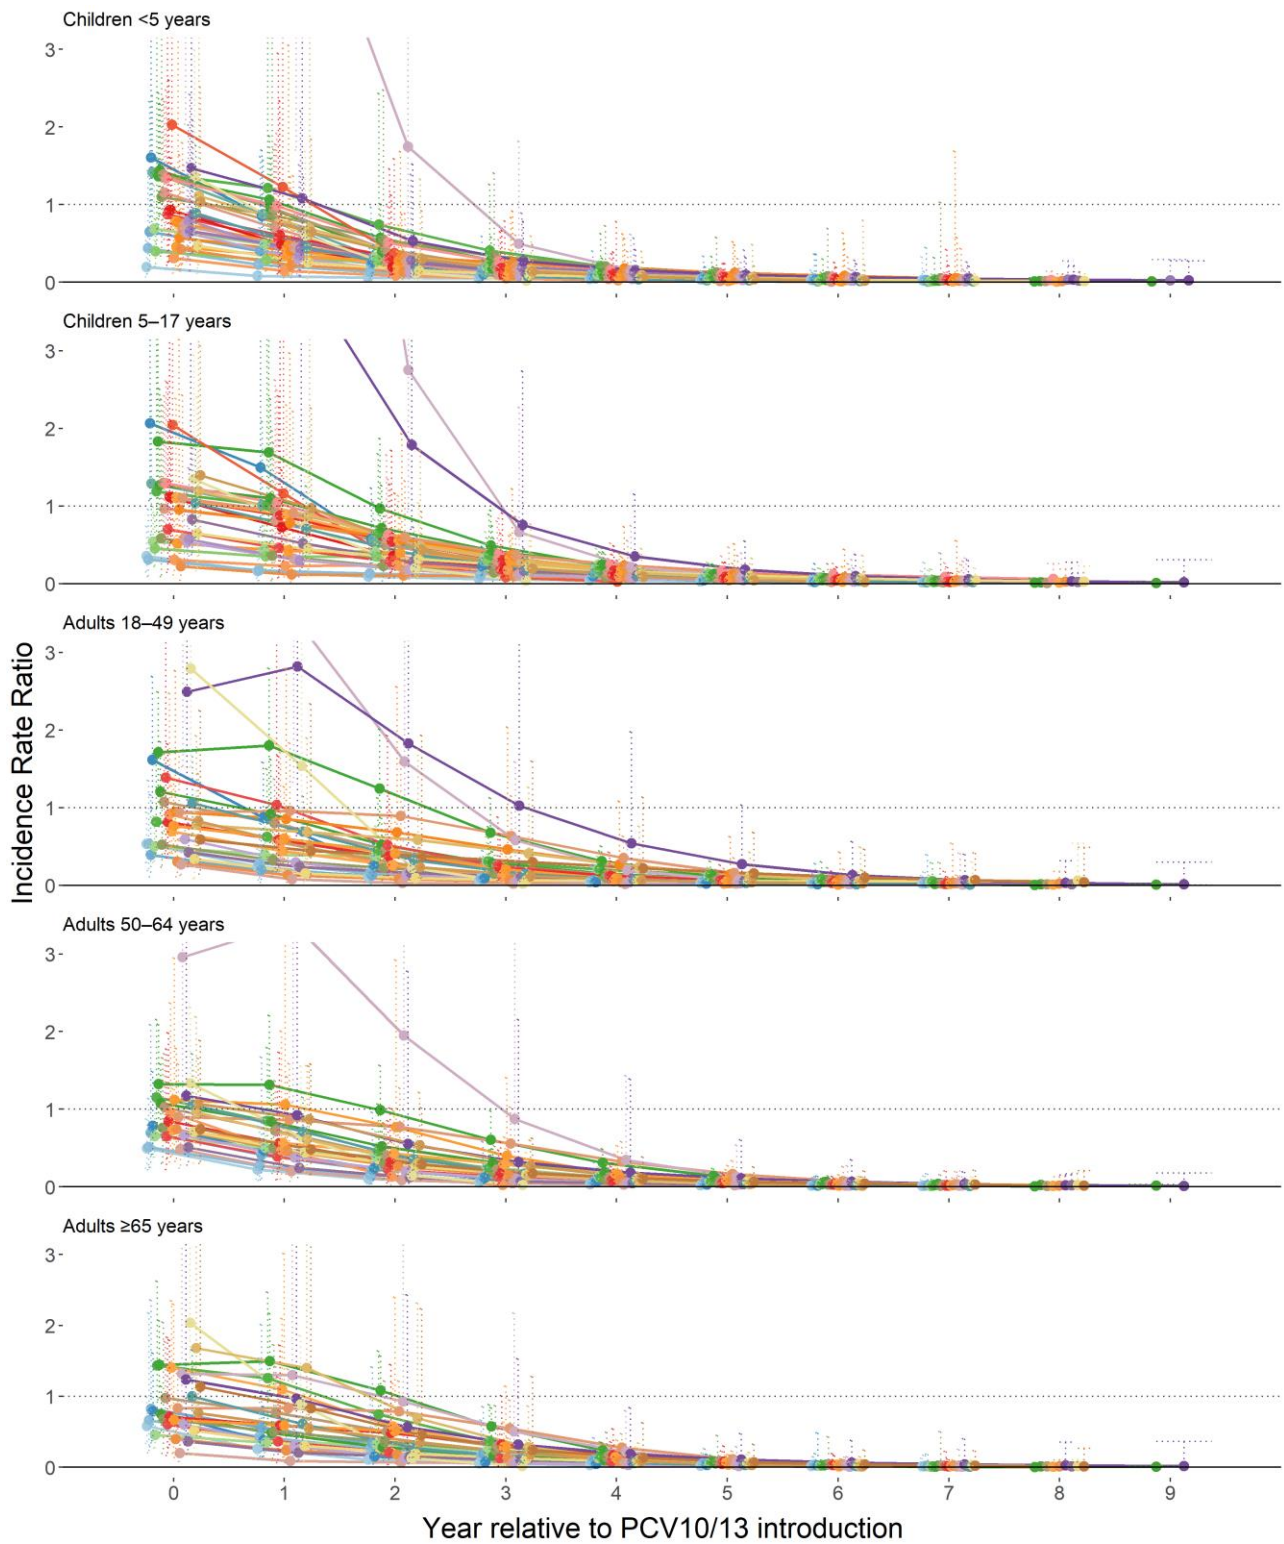 Children <5 years
3
2
1
0
Children 5–17 years
3
2
1
0
Adults 18–49 years
3
2
1
0
Incidence Rate Ratio
Adults 50–64 years
3
2
1
0
Adults ≥65 years
3
2
1
0
0 1 2 3 4 5 6 7 8 9
Year relative to PCV10/13 introduction